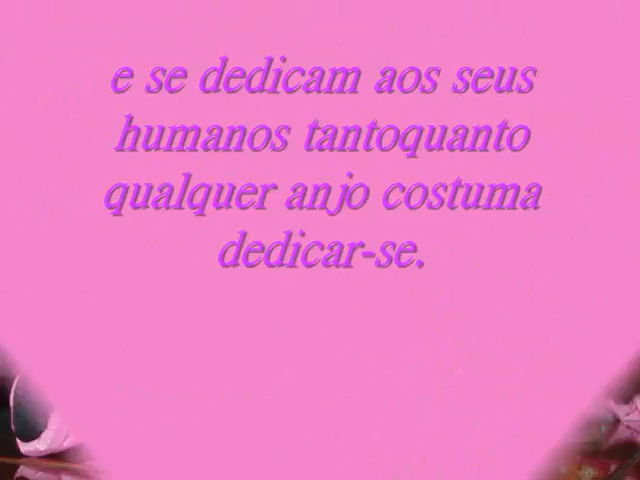 e se dedicam aos seus
humanos tantoquanto
qualquer anjo costuma
dedicar-se.